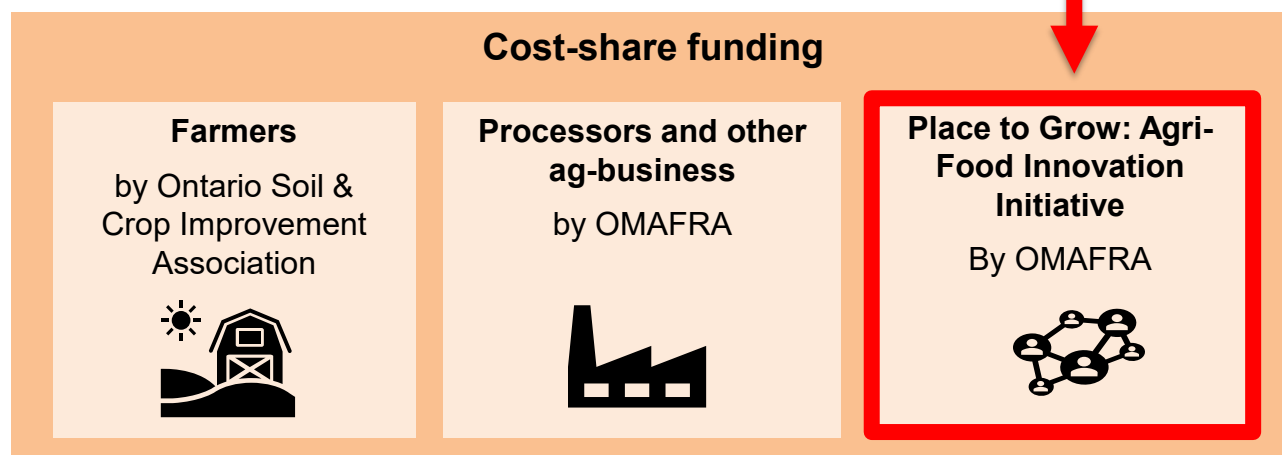 Cost-share funding
Farmers
by Ontario Soil &
Crop Improvement
Association
Processors and other
ag-business
by OMAFRA
Place to Grow: Agri-
Food Innovation
Initiative
By OMAFRA